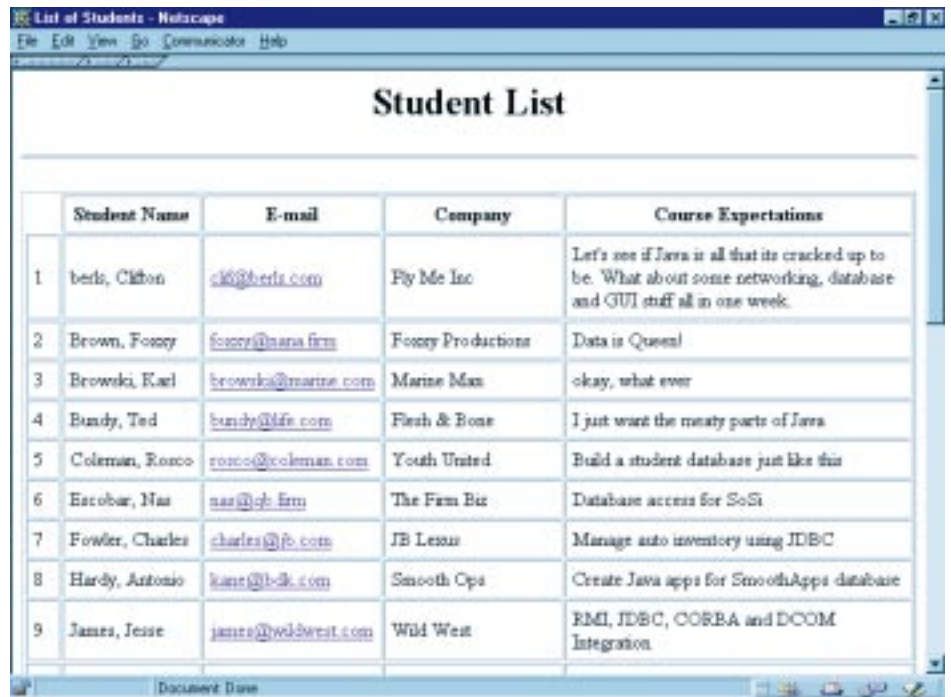 List of Students - Netscape
File Edit View Go Communicator Help
Student List
Student Name E-mail Company Course Expectations
1 berls, Clifton clif@berls.com Fly Me Inc Let's see if Java is all that its cracked up to
be. What about some networking, database
and GUI stuff all in one week.
2 Brown, Foxxy foxxy@nana.firm Foxxy Productions Data is Queen!
3 Browski, Karl browski@marine.com Marine Man okay, what ever
4 Bundy, Ted bundy@life.com Flesh & Bone I just want the meaty parts of Java
5 Coleman, Rosco rosco@coleman.com Youth United Build a student database just like this
6 Escobar, Nas nas@qb.firm The Firm Biz Database access for SoSi
7 Fowler, Charles charles@jb.com JB Lexus Manage auto inventory using JDBC
8 Hardy, Antonio kane@bdk.com Smooth Ops Create Java apps for SmoothApps database
9 James, Jesse james@wildwest.com Wild West RMI, JDBC, CORBA and DCOM
Integration
Document: Done